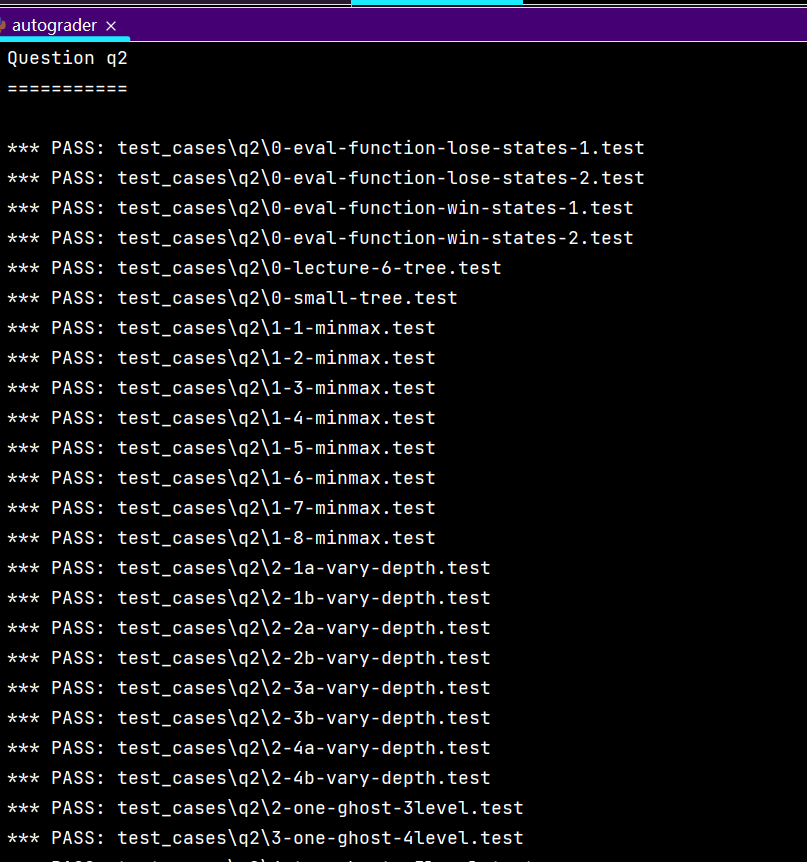 autograder ×
Question q2
===========
*** PASS: test_cases\q2\0-eval-function-lose-states-1.test
*** PASS: test_cases\q2\0-eval-function-lose-states-2.test
*** PASS: test_cases\q2\0-eval-function-win-states-1.test
*** PASS: test_cases\q2\0-eval-function-win-states-2.test
*** PASS: test_cases\q2\0-lecture-6-tree.test
*** PASS: test_cases\q2\0-small-tree.test
*** PASS: test_cases\q2\1-1-minmax.test
*** PASS: test_cases\q2\1-2-minmax.test
*** PASS: test_cases\q2\1-3-minmax.test
*** PASS: test_cases\q2\1-4-minmax.test
*** PASS: test_cases\q2\1-5-minmax.test
*** PASS: test_cases\q2\1-6-minmax.test
*** PASS: test_cases\q2\1-7-minmax.test
*** PASS: test_cases\q2\1-8-minmax.test
*** PASS: test_cases\q2\2-1a-vary-depth.test
*** PASS: test_cases\q2\2-1b-vary-depth.test
*** PASS: test_cases\q2\2-2a-vary-depth.test
*** PASS: test_cases\q2\2-2b-vary-depth.test
*** PASS: test_cases\q2\2-3a-vary-depth.test
*** PASS: test_cases\q2\2-3b-vary-depth.test
*** PASS: test_cases\q2\2-4a-vary-depth.test
*** PASS: test_cases\q2\2-4b-vary-depth.test
*** PASS: test_cases\q2\2-one-ghost-3level.test
*** PASS: test_cases\q2\3-one-ghost-4level.test